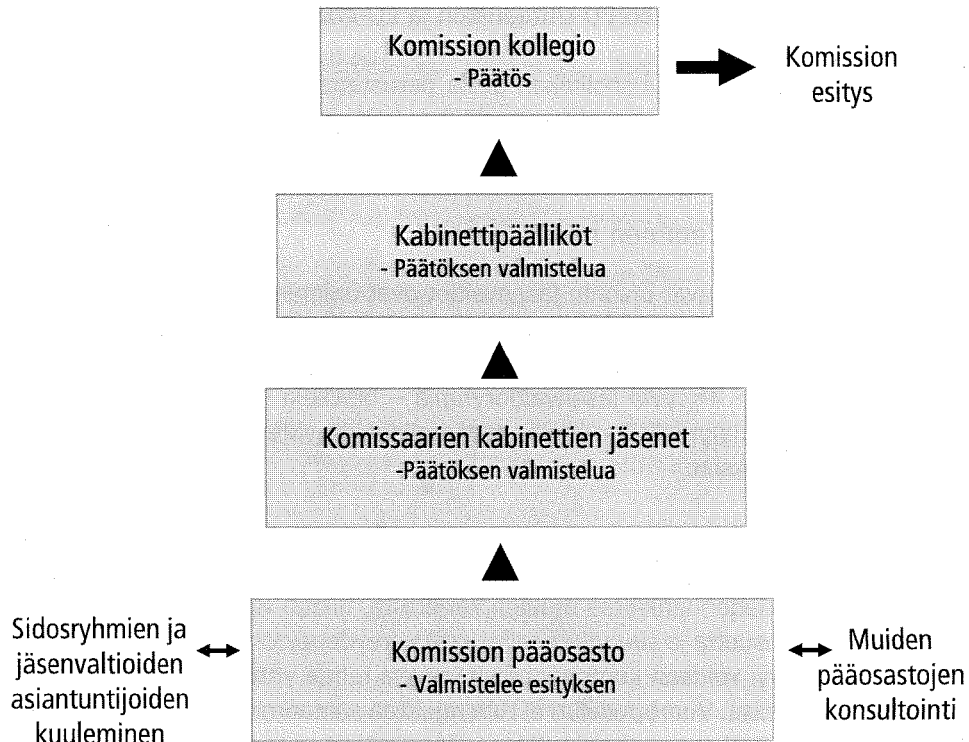 Komission kollegio
- Päätös
Komission
esitys
Kabinettipäälliköt
- Päätöksen valmistelua
Komissaarien kabinettien jäsenet
-Päätöksen valmistelua
Sidosryhmien ja
jäsenvaltioiden
asiantuntijoiden
kuuleminen
Komission pääosasto
- Valmistelee esityksen
Muiden
pääosastojen
konsultointi